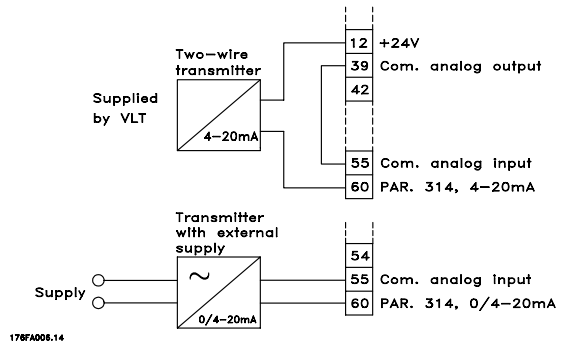 12 +24V
Two-wire
transmitter
39 Com. analog output
Supplied
by VLT
42
4-20mA
55 Com. analog input
60 PAR. 314, 4-20mA
Transmitter
with external
supply
54
~
55 Com. analog input
Supply
60 PAR. 314, 0/4-20mA
0/4-20mA
176FA006.14